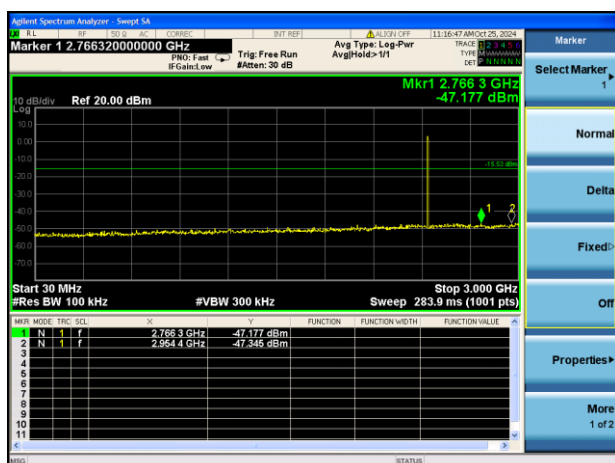 Agilent Spectrum Analyzer - Swept SA
RL RF 50 Ω AC CORREC INT REF ALIGN OFF 11:16:47 AM Oct 25, 2024
Marker 1 2.766320000000 GHz
PNO: Fast
IFGain:Low
Trig: Free Run
#Atten: 30 dB
Avg Type: Log-Pwr
Avg|Hold:>1/1
TRACE 1 2 3 4 5 6
TYPE MWWWWW
DET P N N N N N
Mkr1 2.766 3 GHz
-47.177 dBm
10 dB/div Ref 20.00 dBm
Log
10.0
0.00
-10.0
-15.53 dBm
-20.0
-30.0
-40.0
1 2
-50.0
-60.0
-70.0
Start 30 MHz Stop 3.000 GHz
#Res BW 100 kHz #VBW 300 kHz Sweep 283.9 ms (1001 pts)
MKR MODE TRC SCL X Y FUNCTION FUNCTION WIDTH FUNCTION VALUE
1 N 1 f 2.766 3 GHz -47.177 dBm
2 N 1 f 2.954 4 GHz -47.345 dBm
3
4
5
6
7
8
9
10
11
MSG STATUS
Marker
Select Marker
1
Normal
Delta
Fixed
Off
Properties
More
1 of 2